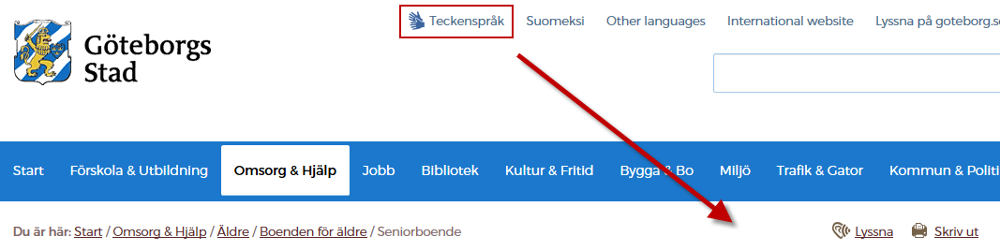 Teckenspråk Suomeksi Other languages International website Lyssna på goteborg.s
Göteborgs
Stad
Start Förskola & Utbildning Omsorg & Hjälp Jobb Bibliotek Kultur & Fritid Bygga & Bo Miljö Trafik & Gator Kommun & Politi
Du är här: Start / Omsorg & Hjälp / Äldre / Boenden för äldre / Seniorboende Lyssna Skriv ut